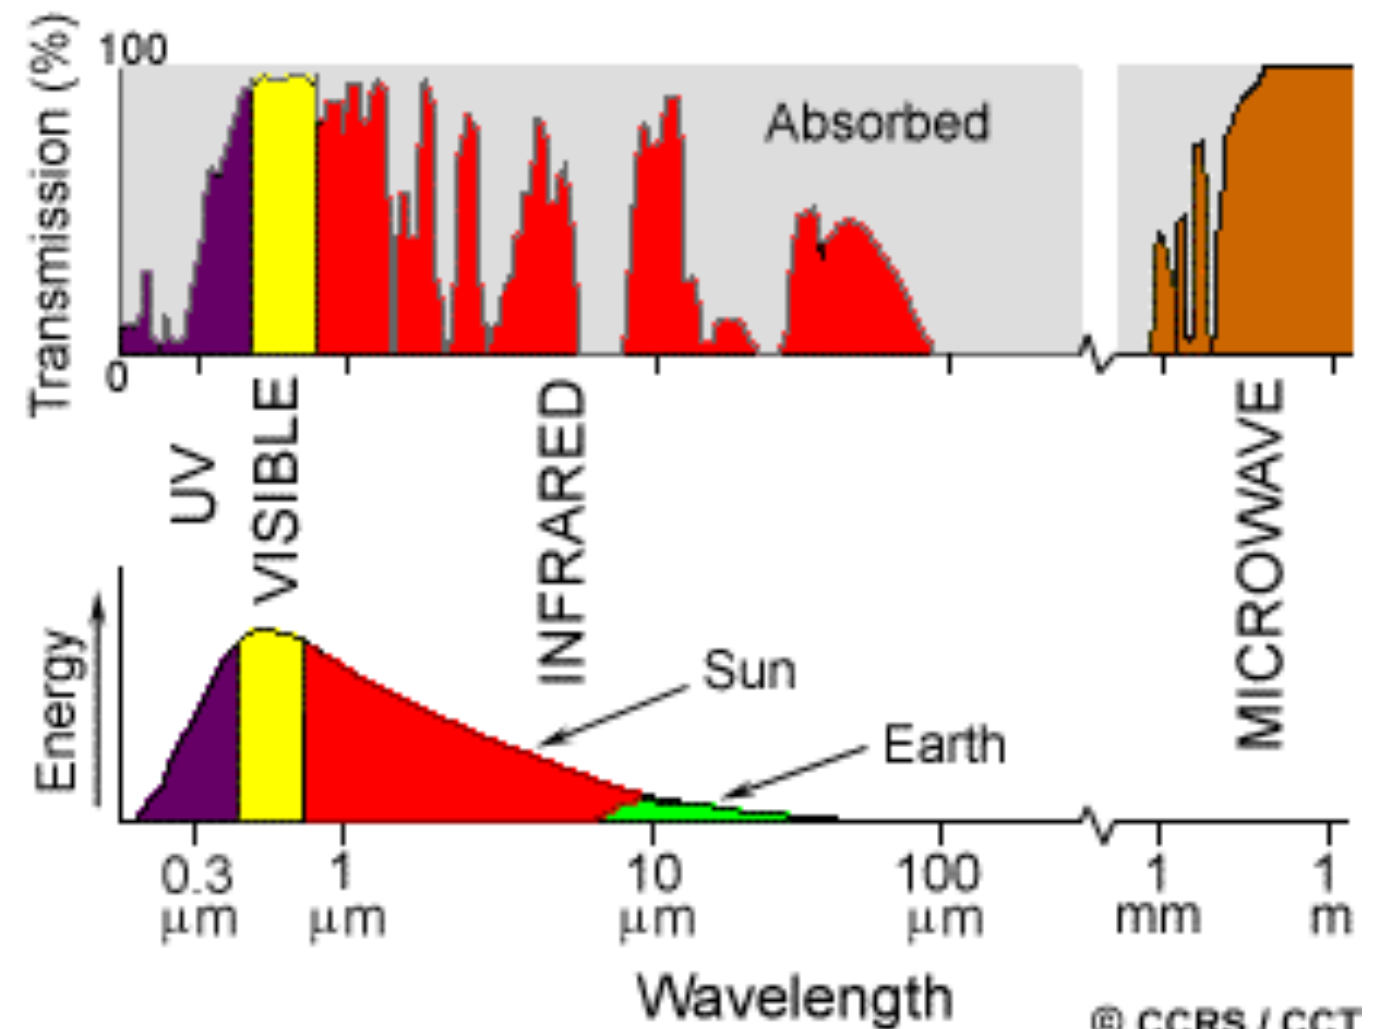 Transmission (%)
100
Absorbed
0
UV
VISIBLE
INFRARED
MICROWAVE
Energy
Sun
Earth
0.3
µm
1
µm
10
µm
100
µm
1
mm
1
m
Wavelength
© CCRS / CCT